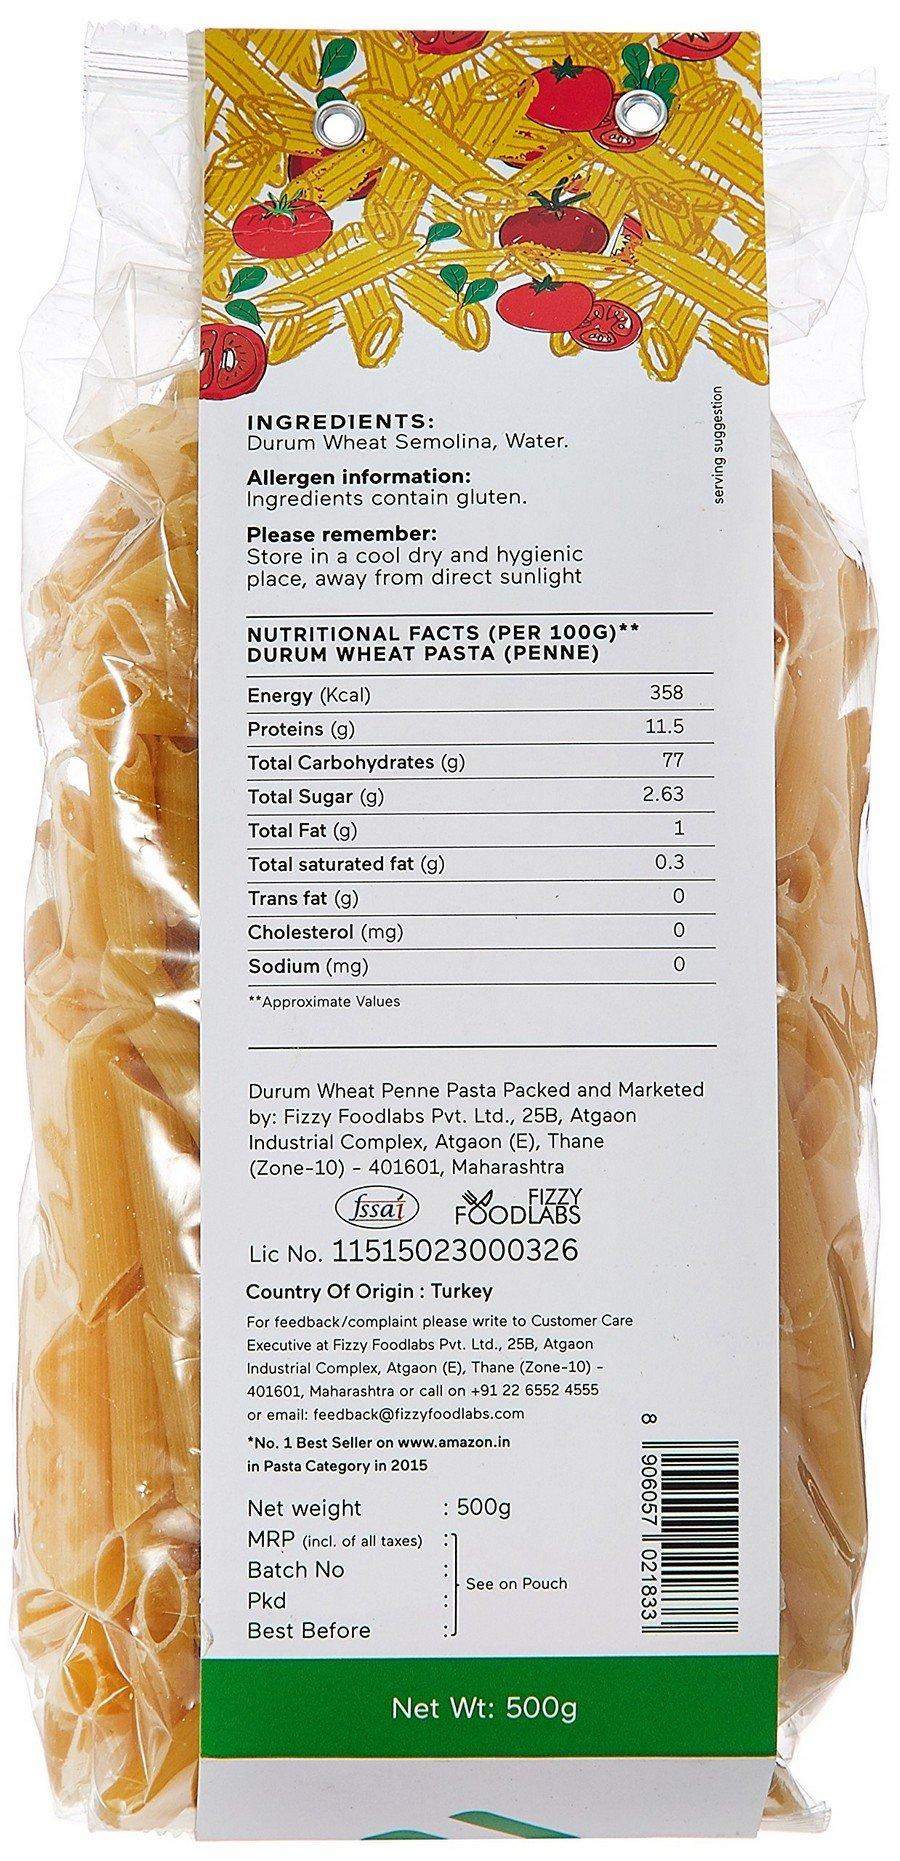 serving suggestion
INGREDIENTS:
Durum Wheat Semolina, Water.
Allergen information:
Ingredients contain gluten.
Please remember:
Store in a cool dry and hygienic
place, away from direct sunlight
NUTRITIONAL FACTS (PER 100G)**
DURUM WHEAT PASTA (PENNE)
Energy (Kcal) 358
Proteins (g) 11.5
Total Carbohydrates (g) 77
Total Sugar (g) 2.63
Total Fat (g) 1
Total saturated fat (g) 0.3
Trans fat (g) 0
Cholesterol (mg) 0
Sodium (mg) 0
**Approximate Values
Durum Wheat Penne Pasta Packed and Marketed
by: Fizzy Foodlabs Pvt. Ltd., 25B, Atgaon
Industrial Complex, Atgaon (E), Thane
(Zone-10) - 401601, Maharashtra
fssai FIZZY
FOODLABS
Lic No. 11515023000326
Country Of Origin : Turkey
For feedback/complaint please write to Customer Care
Executive at Fizzy Foodlabs Pvt. Ltd., 25B, Atgaon
Industrial Complex, Atgaon (E), Thane (Zone-10) -
401601, Maharashtra or call on +91 22 6552 4555
or email: feedback@fizzyfoodlabs.com
*No. 1 Best Seller on www.amazon.in
in Pasta Category in 2015
Net weight : 500g
MRP (incl. of all taxes) :
Batch No :
Pkd :
Best Before :
See on Pouch
8 906057 021833
Net Wt: 500g